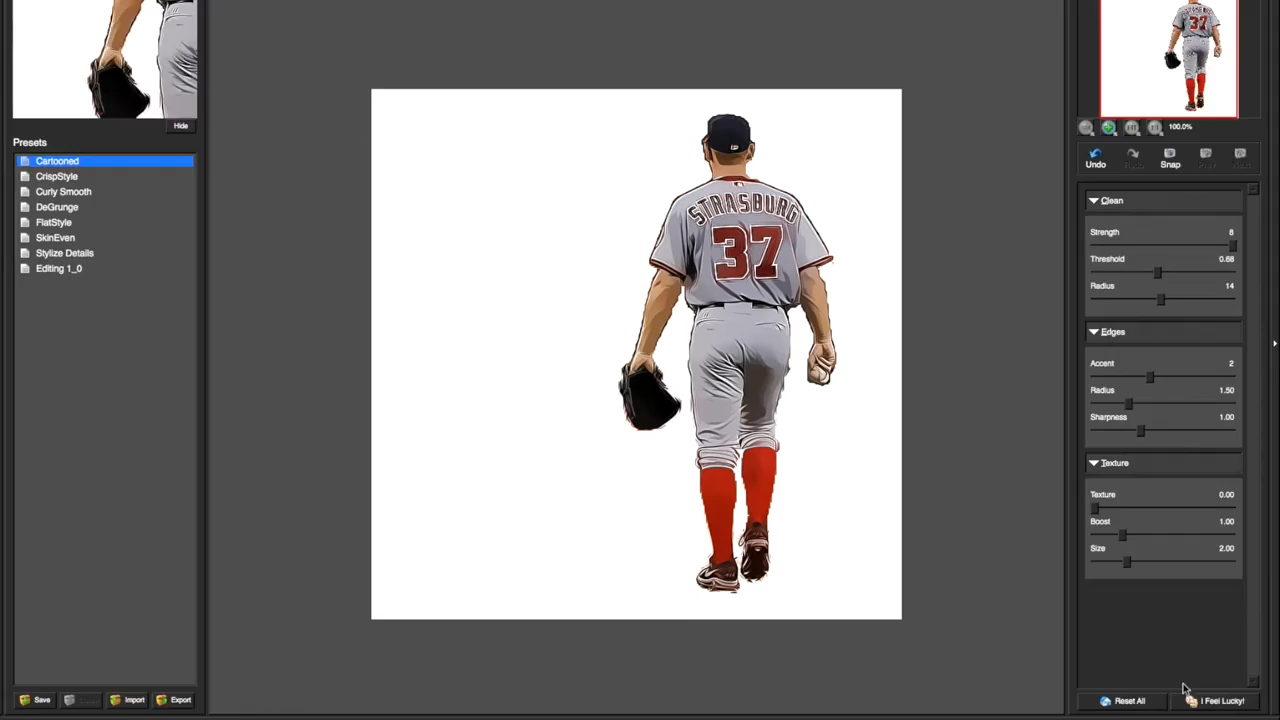 Hide
Presets
Cartooned
CrispStyle
Curly Smooth
DeGrunge
FlatStyle
SkinEven
Stylize Details
Editing 1_0
Save
Import
Export
STRASBURG
37
37
100.0%
Undo
Snap
Clean
Strength 8
Threshold 0.68
Radius 14
Edges
Accent 2
Radius 1.50
Sharpness 1.00
Texture
Texture 0.00
Boost 1.00
Size 2.00
Reset All
I Feel Lucky!